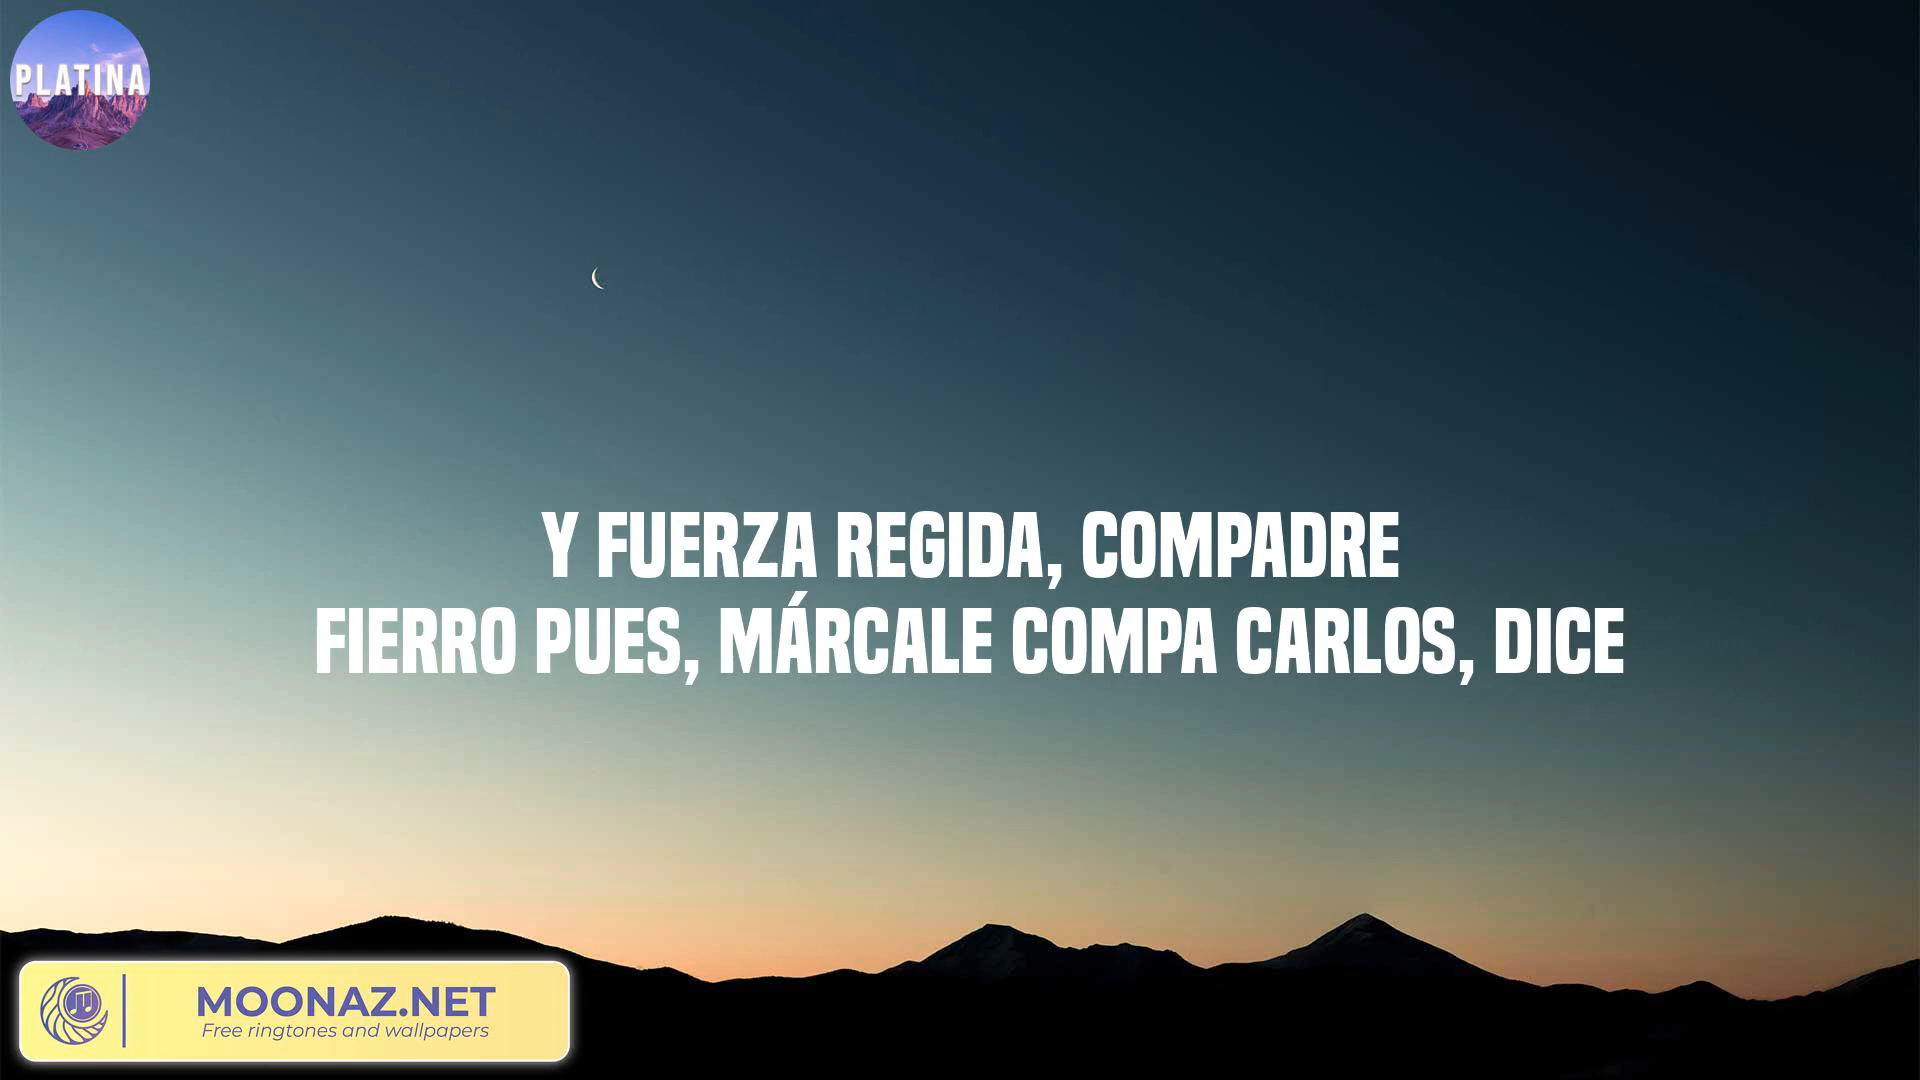 PLATINA
Y FUERZA REGIDA, COMPADRE
FIERRO PUES, MÁRCALE COMPA CARLOS, DICE
MOONAZ.NET
Free ringtones and wallpapers